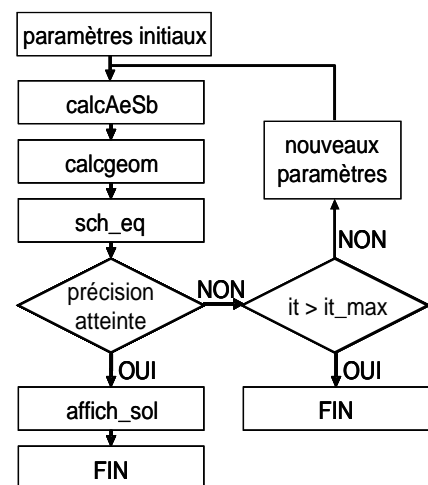 paramètres initiaux
calcAeSb
calcgeom
sch_eq
précision
atteinte
NON
it > it_max
NON
nouveaux
paramètres
OUI
affich_sol
FIN
OUI
FIN